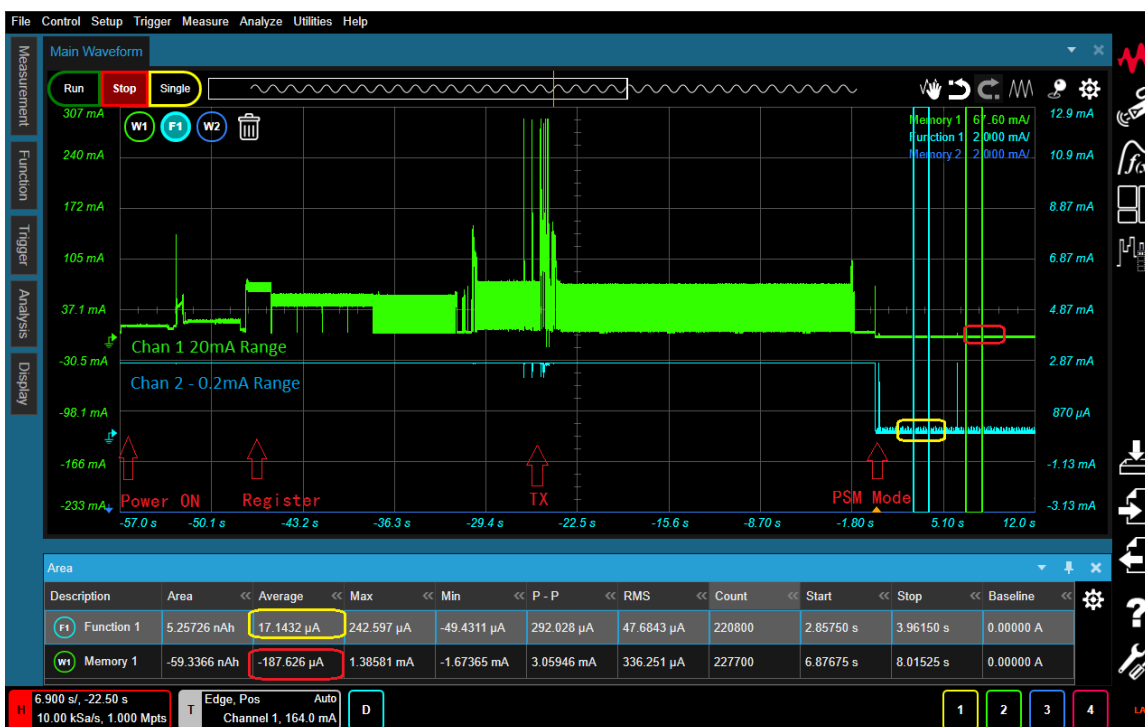 File Control Setup Trigger Measure Analyze Utilities Help
Measurement
Function
Trigger
Analysis
Display
Main Waveform
Run Stop Single
W1 F1 W2
Memory 1 67.60 mA/
Function 1 2.000 mA/
Memory 2 2.000 mA/
307 mA
240 mA
172 mA
105 mA
37.1 mA
-30.5 mA
-98.1 mA
-166 mA
-233 mA
12.9 mA
10.9 mA
8.87 mA
6.87 mA
4.87 mA
2.87 mA
870 µA
-1.13 mA
-3.13 mA
Chan 1 20mA Range
Chan 2 - 0.2mA Range
Power ON Register TX PSM Mode
-57.0 s -50.1 s -43.2 s -36.3 s -29.4 s -22.5 s -15.6 s -8.70 s -1.80 s 5.10 s 12.0 s
Area
Description Area Average Max Min P - P RMS Count Start Stop Baseline
F1 Function 1 5.25726 nAh 17.1432 µA 242.597 µA -49.4311 µA 292.028 µA 47.6843 µA 220800 2.85750 s 3.96150 s 0.00000 A
W1 Memory 1 -59.3366 nAh -187.626 µA 1.38581 mA -1.67365 mA 3.05946 mA 336.251 µA 227700 6.87675 s 8.01525 s 0.00000 A
H 6.900 s/, -22.50 s
10.00 kSa/s, 1.000 Mpts
T Edge, Pos Auto
Channel 1, 164.0 mA
D
1 2 3 4